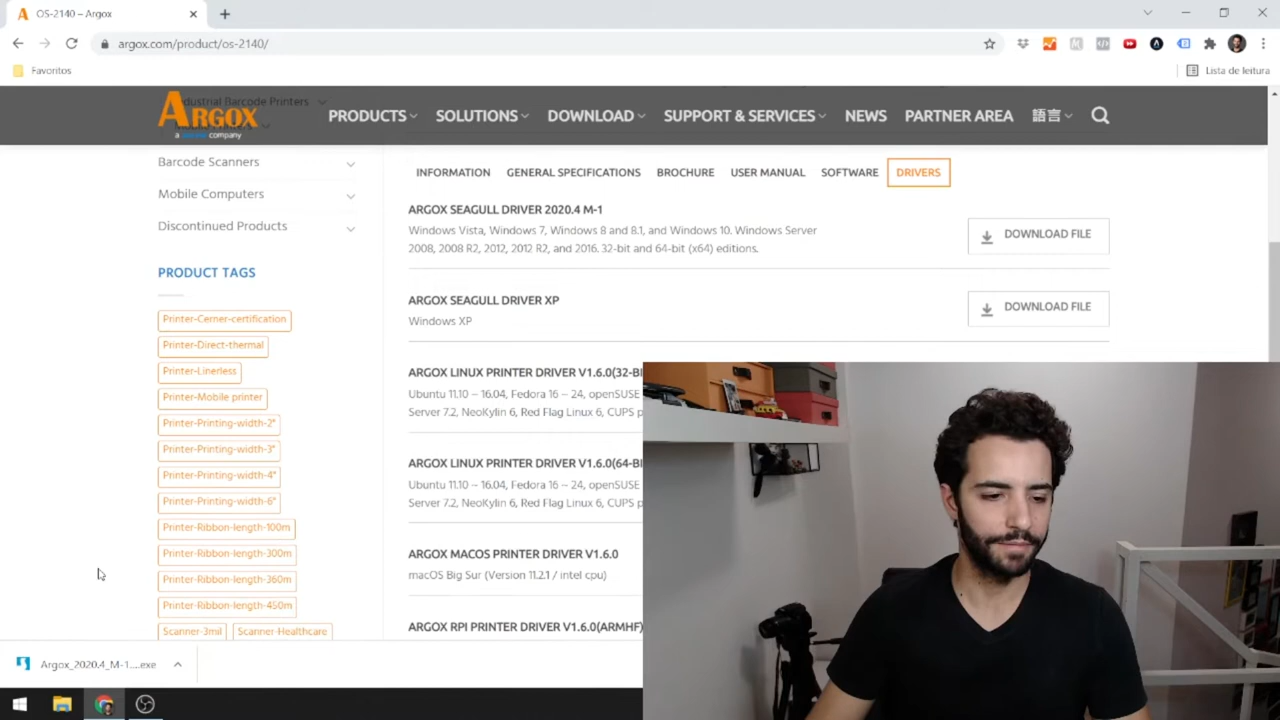 OS-2140 – Argox
argox.com/product/os-2140/
Favoritos
Lista de leitura
Industrial Barcode Printers
ARGOX
a company
PRODUCTS
SOLUTIONS
DOWNLOAD
SUPPORT & SERVICES
NEWS
PARTNER AREA
語言
Barcode Scanners
Mobile Computers
Discontinued Products
PRODUCT TAGS
Printer-Cerner-certification
Printer-Direct-thermal
Printer-Linerless
Printer-Mobile printer
Printer-Printing-width-2"
Printer-Printing-width-3"
Printer-Printing-width-4"
Printer-Printing-width-6"
Printer-Ribbon-length-100m
Printer-Ribbon-length-300m
Printer-Ribbon-length-360m
Printer-Ribbon-length-450m
Scanner-3mil Scanner-Healthcare
INFORMATION
GENERAL SPECIFICATIONS
BROCHURE
USER MANUAL
SOFTWARE
DRIVERS
ARGOX SEAGULL DRIVER 2020.4 M-1
Windows Vista, Windows 7, Windows 8 and 8.1, and Windows 10. Windows Server
2008, 2008 R2, 2012, 2012 R2, and 2016. 32-bit and 64-bit (x64) editions.
DOWNLOAD FILE
ARGOX SEAGULL DRIVER XP
Windows XP
DOWNLOAD FILE
ARGOX LINUX PRINTER DRIVER V1.6.0(32-BI
Ubuntu 11.10 ~ 16.04, Fedora 16 ~ 24, openSUSE
Server 7.2, NeoKylin 6, Red Flag Linux 6, CUPS p
ARGOX LINUX PRINTER DRIVER V1.6.0(64-BI
Ubuntu 11.10 ~ 16.04, Fedora 16 ~ 24, openSUSE
Server 7.2, NeoKylin 6, Red Flag Linux 6, CUPS p
ARGOX MACOS PRINTER DRIVER V1.6.0
macOS Big Sur (Version 11.2.1 / intel cpu)
ARGOX RPI PRINTER DRIVER V1.6.0(ARMHF)
Argox_2020.4_M-1....exe